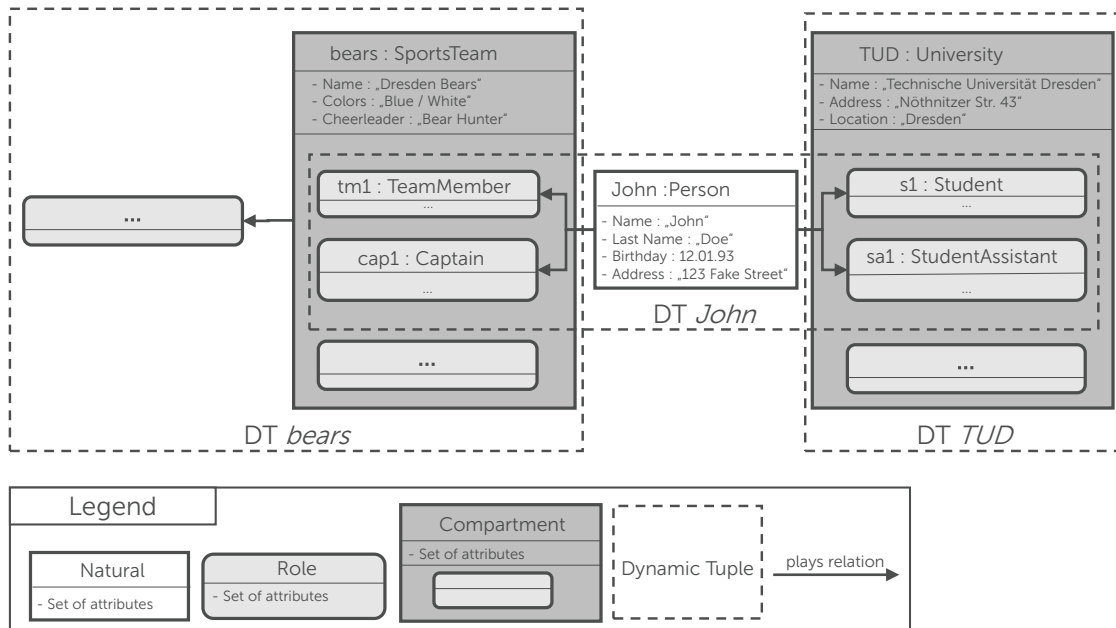 bears : SportsTeam
- Name : „Dresden Bears“
- Colors : „Blue / White“
- Cheerleader : „Bear Hunter“
TUD : University
- Name : „Technische Universität Dresden“
- Address : „Nöthnitzer Str. 43“
- Location : „Dresden“
...
tm1 : TeamMember
...
cap1 : Captain
...
...
John :Person
- Name : „John“
- Last Name : „Doe“
- Birthday : 12.01.93
- Address : „123 Fake Street“
s1 : Student
...
sa1 : StudentAssistant
...
...
DT John
DT bears
DT TUD
Legend
Natural
- Set of attributes
Role
- Set of attributes
Compartment
- Set of attributes
Dynamic Tuple
plays relation